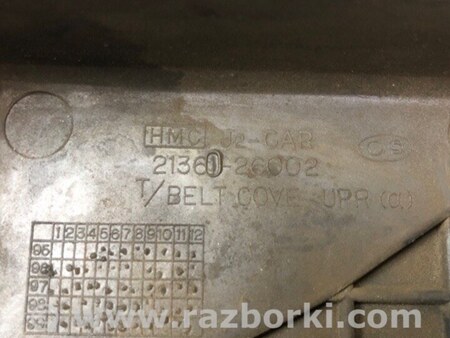 HMC J2-CAB
21360-26002
T/BELT COVE UPR (α)
1 2 3 4 5 6 7 8 9 10 11 12
95
96
97
www.razborki.com